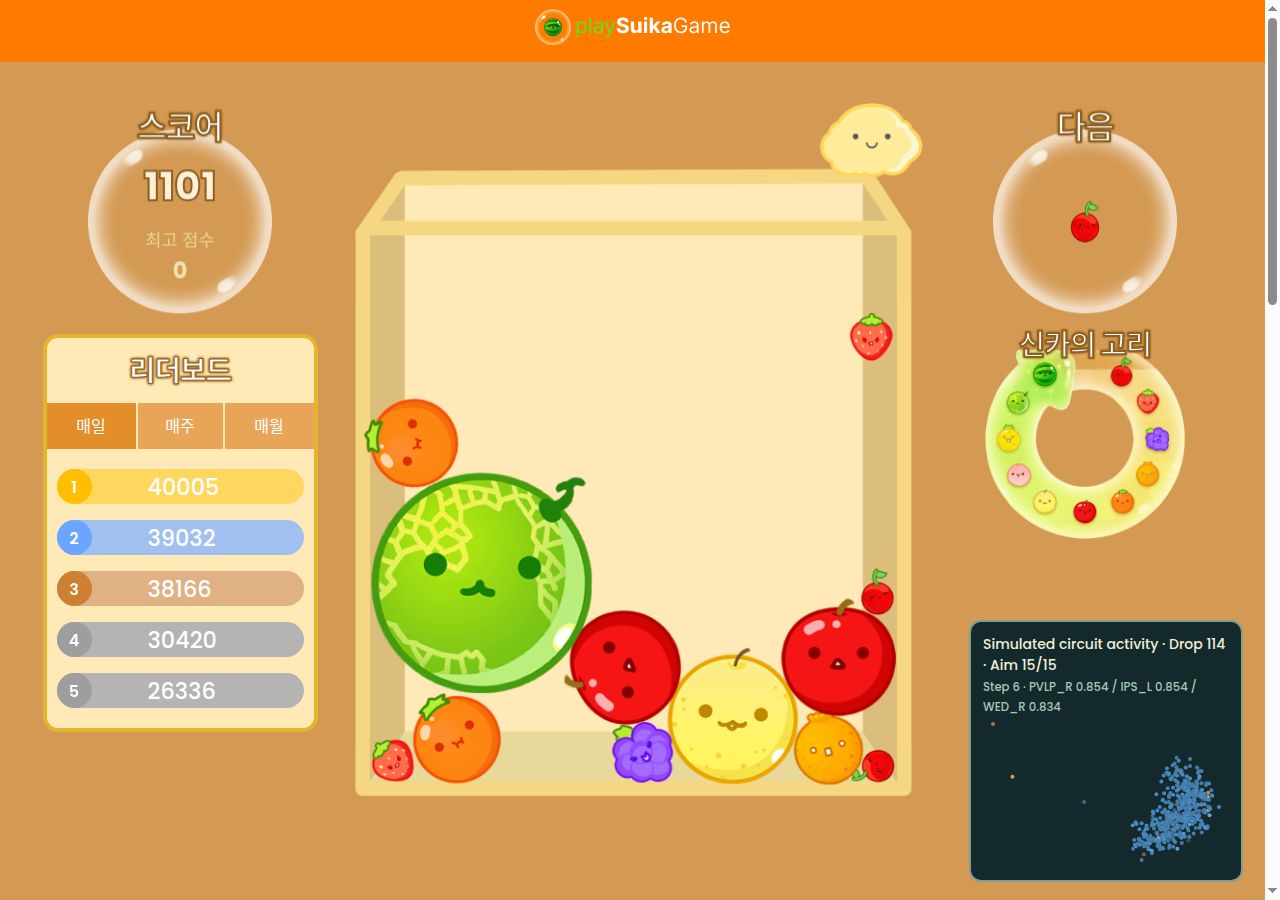 playSuikaGame
스코어
1101
최고 점수
0
다음
신카의 고리
리더보드
매일 매주 매월
1 40005
2 39032
3 38166
4 30420
5 26336
Simulated circuit activity · Drop 114
· Aim 15/15
Step 6 · PVLP_R 0.854 / IPS_L 0.854 /
WED_R 0.834